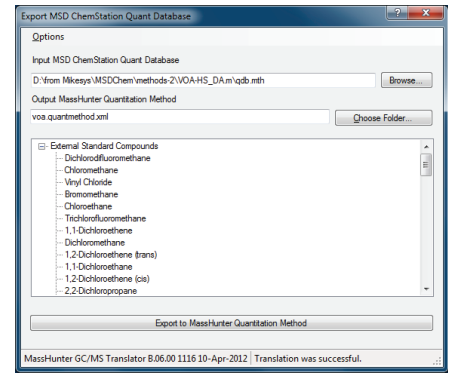 Export MSD ChemStation Quant Database
Options
Input MSD ChemStation Quant Database
D:\from Mikesys\MSDChem\methods-2\VOA-HS_DA.m\qdb.mth
Browse...
Output MassHunter Quantitation Method
voa.quantmethod.xml
Choose Folder...
External Standard Compounds
Dichlorodifluoromethane
Chloromethane
Vinyl Chloride
Bromomethane
Chloroethane
Trichlorofluoromethane
1,1-Dichloroethene
Dichloromethane
1,2-Dichloroethene (trans)
1,1-Dichloroethane
1,2-Dichloroethene (cis)
2,2-Dichloropropane
Export to MassHunter Quantitation Method
MassHunter GC/MS Translator B.06.00 1116 10-Apr-2012 Translation was successful.